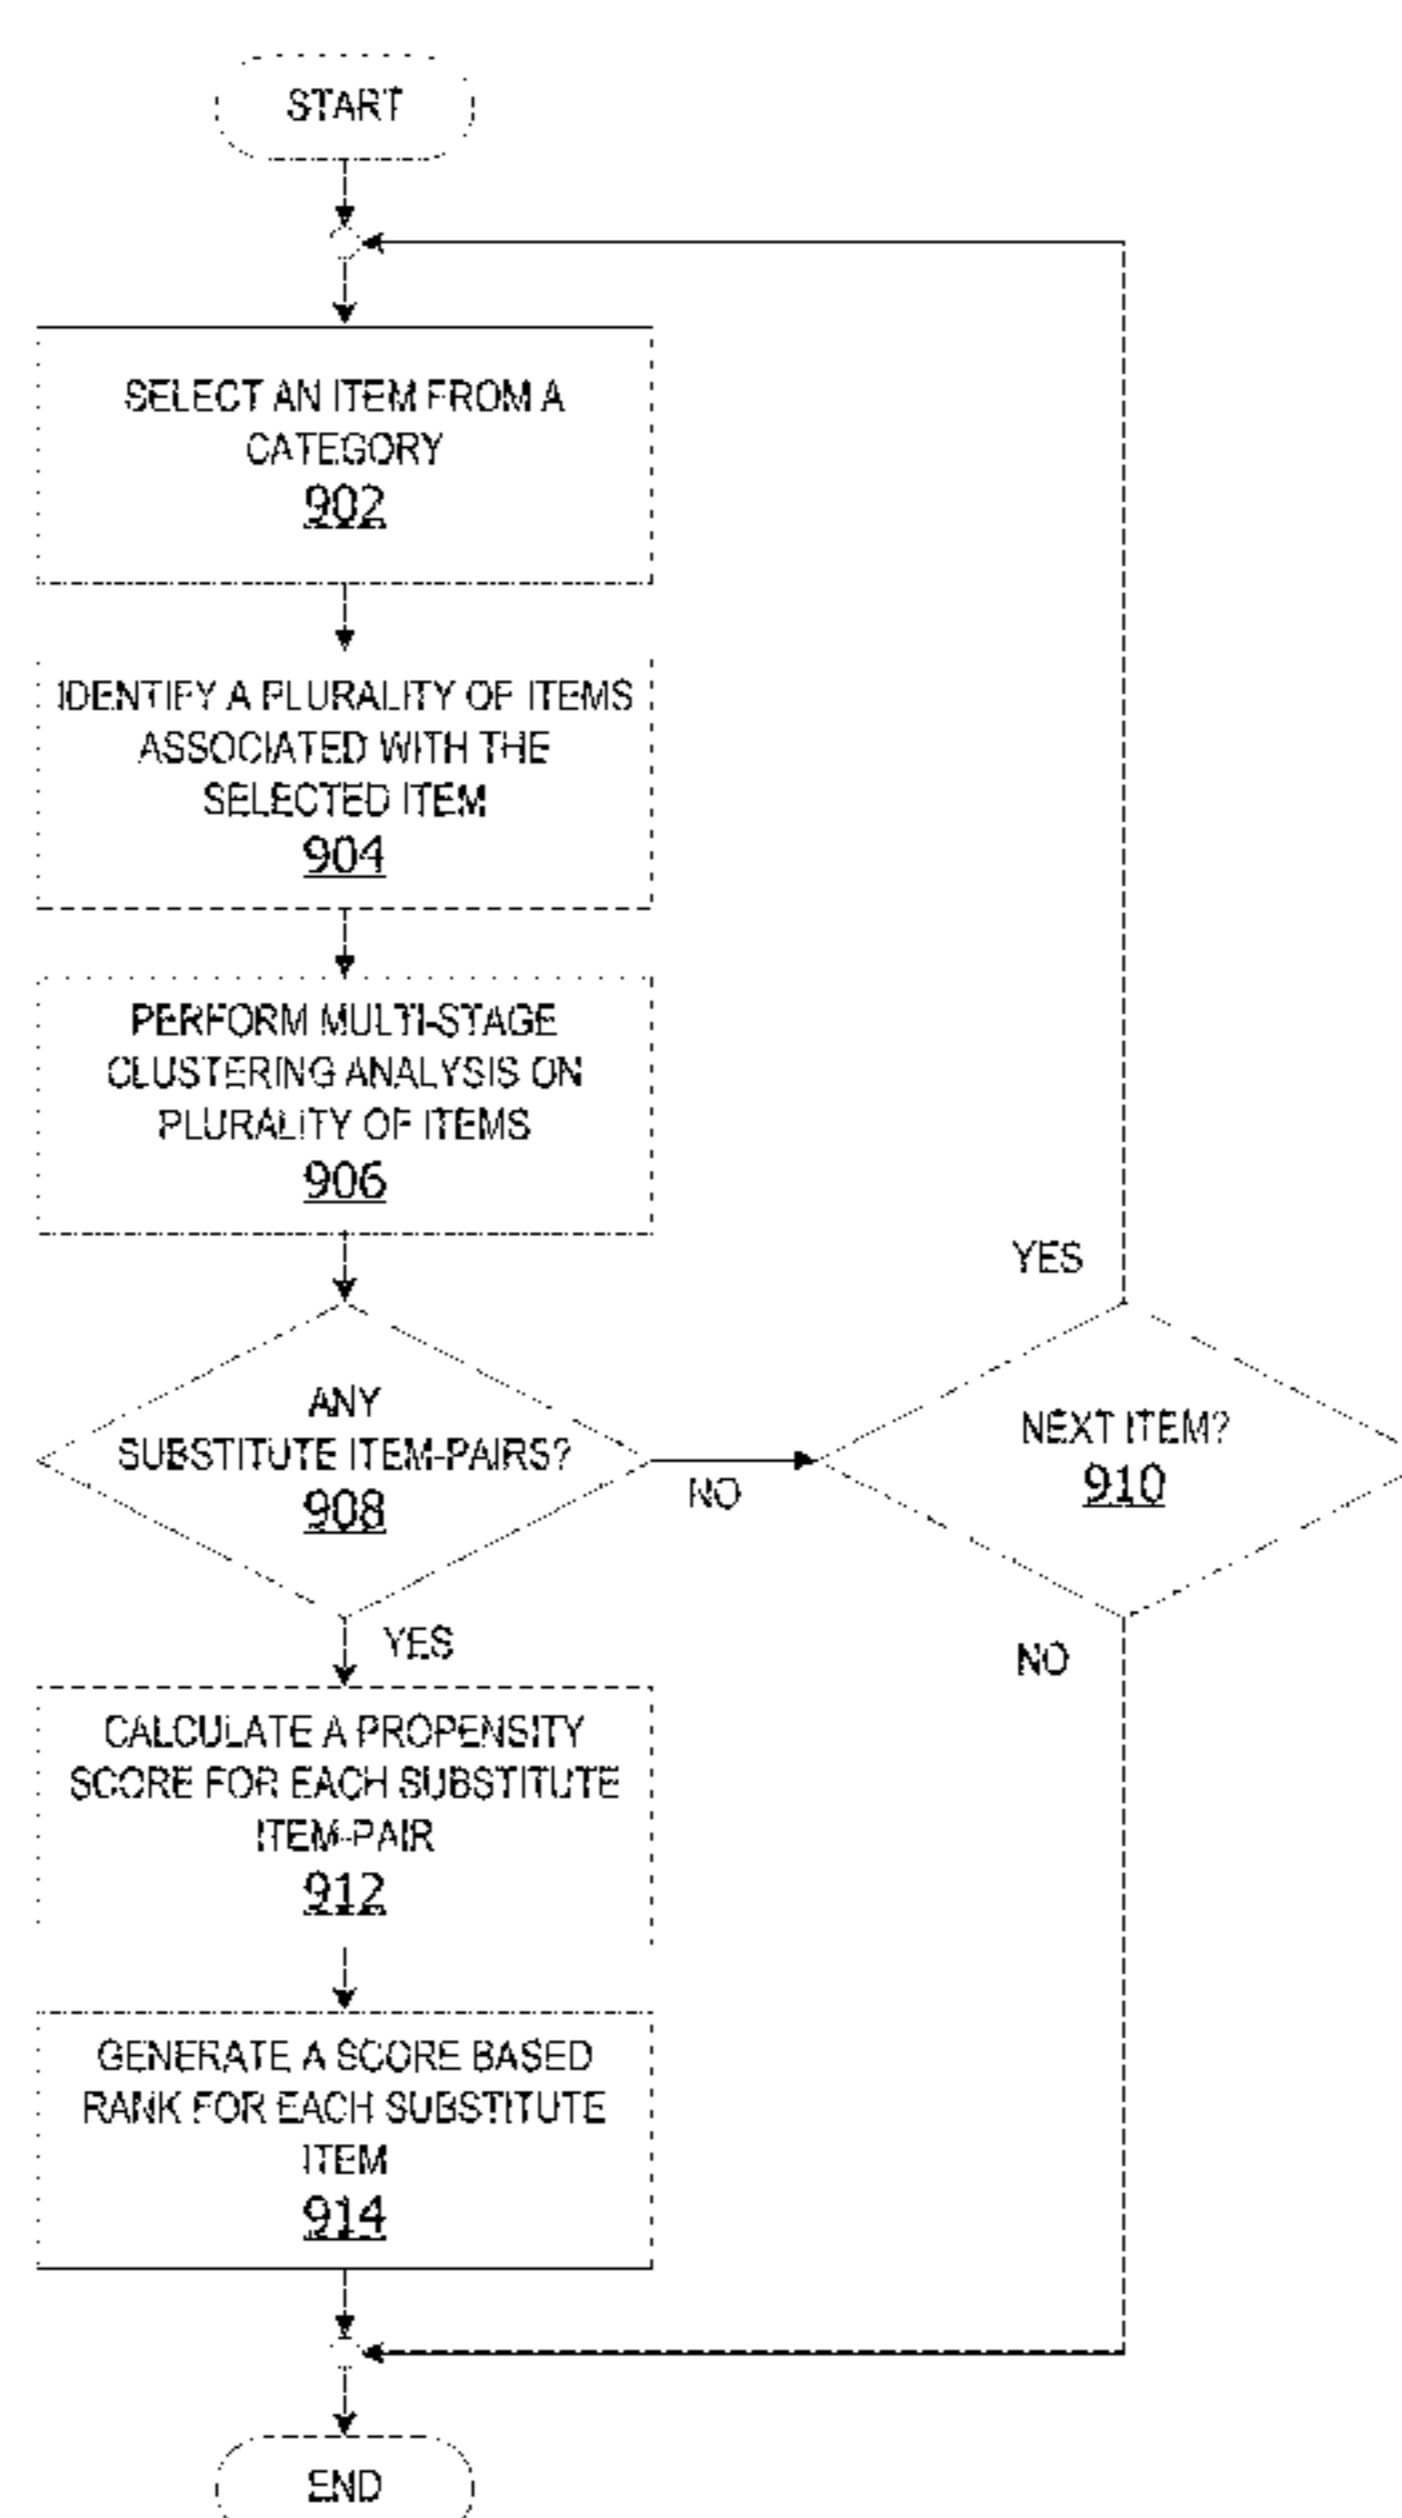 START
SELECT AN ITEM FROM A
CATEGORY
902
IDENTIFY A PLURALITY OF ITEMS
ASSOCIATED WITH THE
SELECTED ITEM
904
PERFORM MULTI-STAGE
CLUSTERING ANALYSIS ON
PLURALITY OF ITEMS
906
ANY
SUBSTITUTE ITEM-PAIRS?
908
NO
YES
NEXT ITEM?
910
NO
YES
CALCULATE A PROPENSITY
SCORE FOR EACH SUBSTITUTE
ITEM-PAIR
912
GENERATE A SCORE BASED
RANK FOR EACH SUBSTITUTE
ITEM
914
END